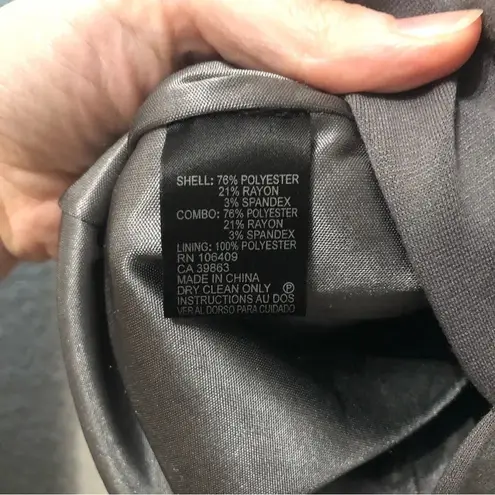 SHELL: 76% POLYESTER
21% RAYON
3% SPANDEX
COMBO: 76% POLYESTER
21% RAYON
3% SPANDEX
LINING: 100% POLYESTER
RN 106409
CA 39863
MADE IN CHINA
DRY CLEAN ONLY Ⓟ
INSTRUCTIONS AU DOS
VER AL DORSO PARA CUIDADO